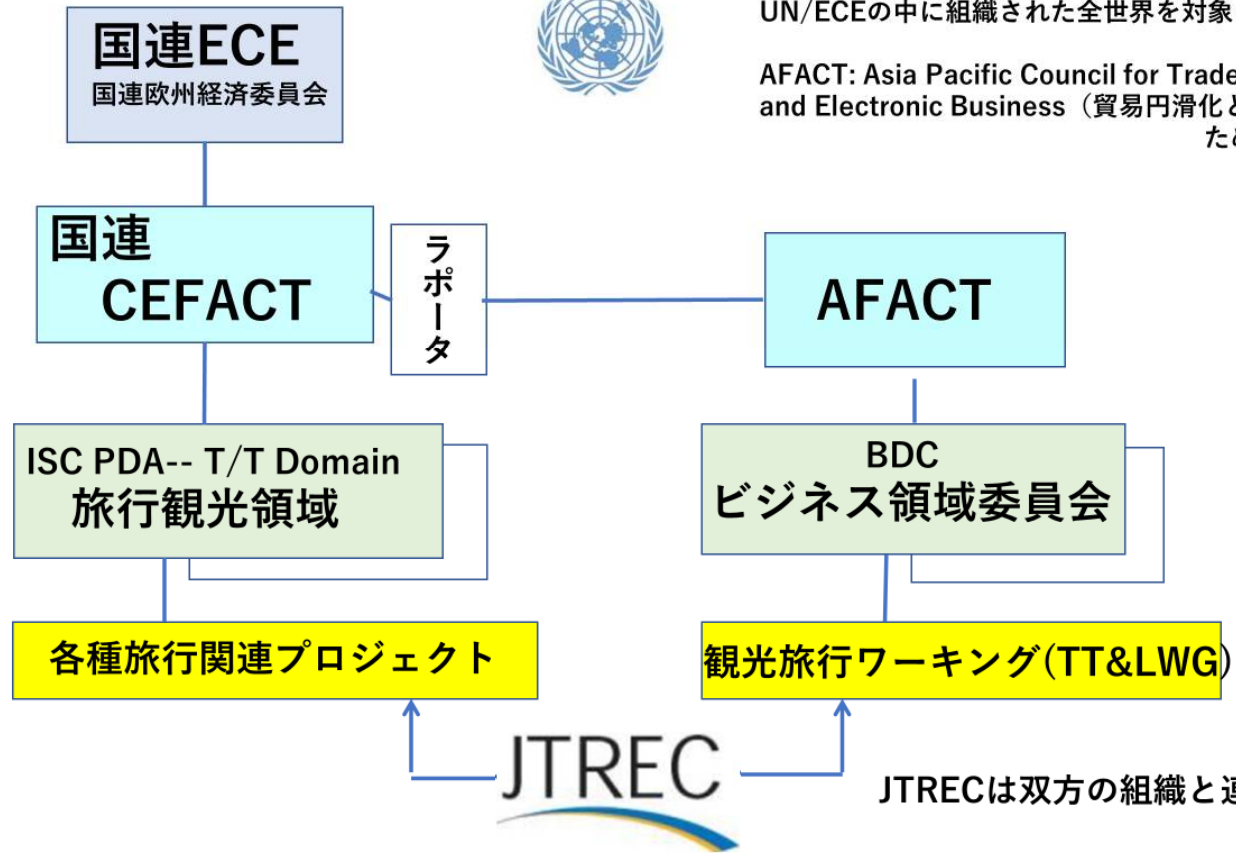 国連ECE
国連欧州経済委員会
UN/ECEの中に組織された全世界を対象
AFACT: Asia Pacific Council for Trade
and Electronic Business（貿易円滑化と
た
国連
CEFACT
ラポータ
AFACT
ISC PDA-- T/T Domain
旅行観光領域
BDC
ビジネス領域委員会
各種旅行関連プロジェクト
観光旅行ワーキング(TT&LWG)
JTREC
JTRECは双方の組織と連